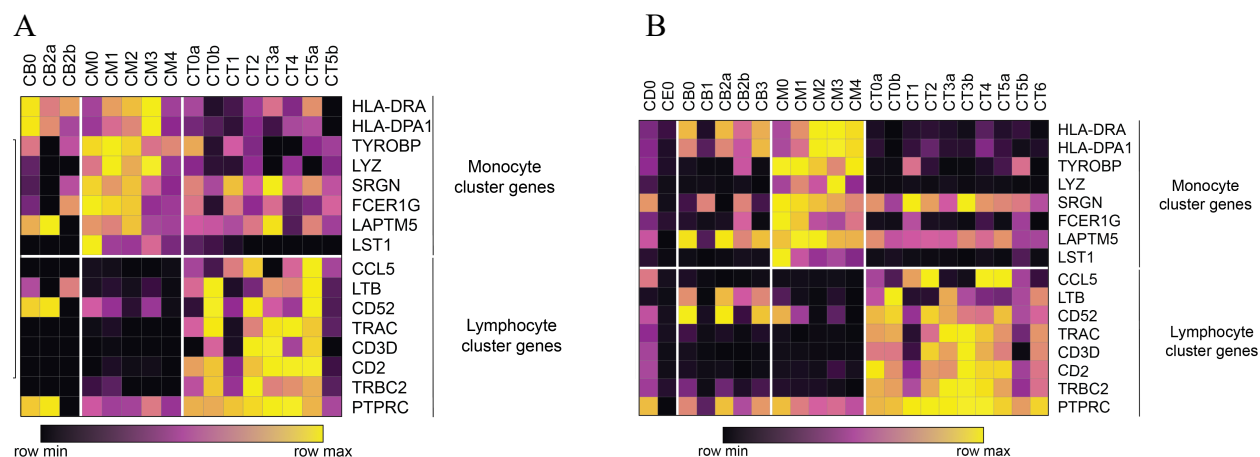 A
CB0 CB2a CB2b CM0 CM1 CM2 CM3 CM4 CT0a CT0b CT1 CT2 CT3a CT4 CT5a CT5b
HLA-DRA
HLA-DPA1
TYROBP
LYZ
SRGN
FCER1G
LAPTM5
LST1
CCL5
LTB
CD52
TRAC
CD3D
CD2
TRBC2
PTPRC
Monocyte
cluster genes
Lymphocyte
cluster genes
row min
row max
B
CD0 CE0 CB0 CB1 CB2a CB2b CB3 CM0 CM1 CM2 CM3 CM4 CT0a CT0b CT1 CT2 CT3a CT3b CT4 CT5a CT5b CT6
HLA-DRA
HLA-DPA1
TYROBP
LYZ
SRGN
FCER1G
LAPTM5
LST1
CCL5
LTB
CD52
TRAC
CD3D
CD2
TRBC2
PTPRC
Monocyte
cluster genes
Lymphocyte
cluster genes
row min
row max